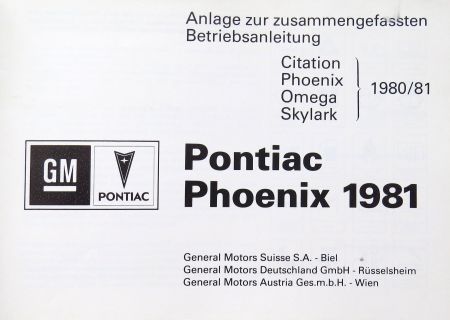 Anlage zur zusammengefassten
Betriebsanleitung
Citation
Phoenix
Omega
Skylark
1980/81
GM
PONTIAC
Pontiac
Phoenix 1981
General Motors Suisse S.A. - Biel
General Motors Deutschland GmbH - Rüsselsheim
General Motors Austria Ges.m.b.H. - Wien